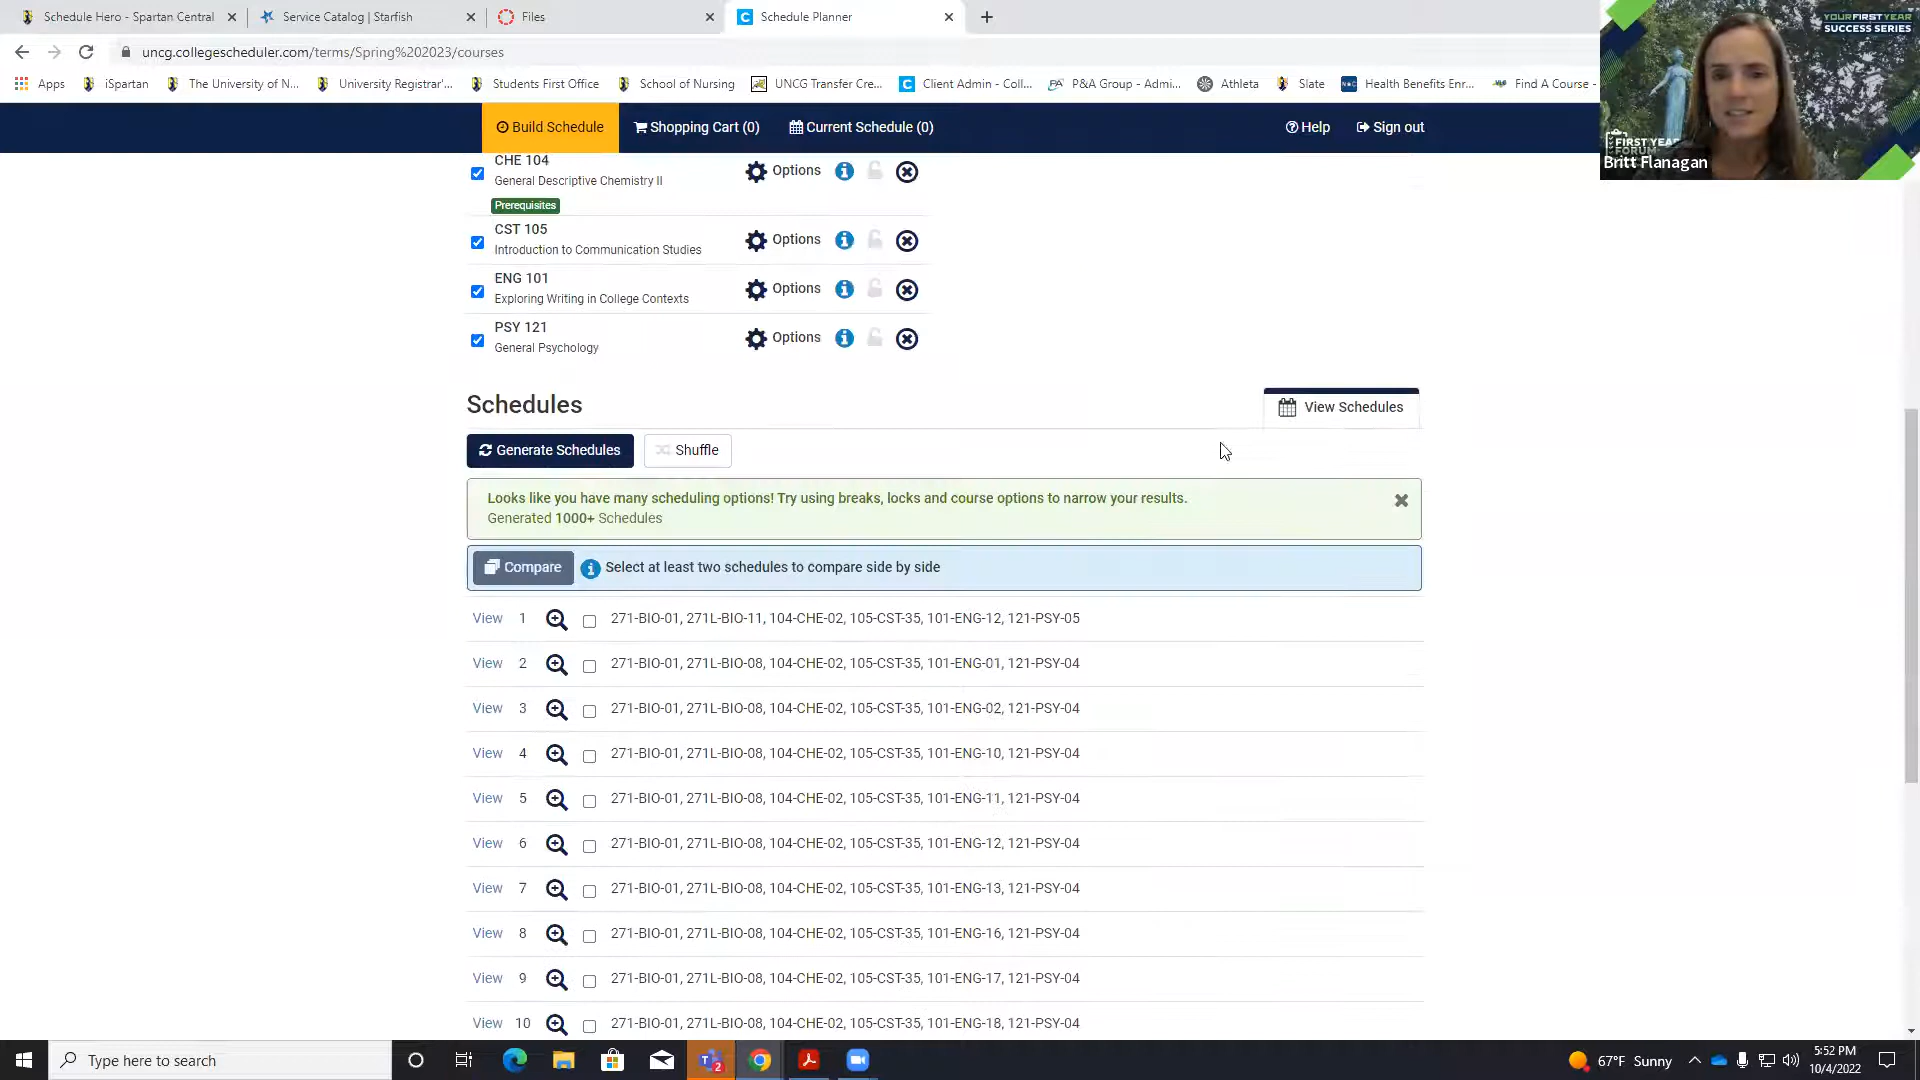 Schedule Hero - Spartan Central
Service Catalog | Starfish
Files
Schedule Planner
uncg.collegescheduler.com/terms/Spring%202023/courses
Apps
iSpartan
The University of N...
University Registrar'...
Students First Office
School of Nursing
UNCG Transfer Cre...
Client Admin - Coll...
P&A Group - Admi...
Athleta
Slate
Health Benefits Enr...
Find A Course -
YOUR FIRST YEAR
SUCCESS SERIES
FIRST YEAR
FORUM
Britt Flanagan
Build Schedule
Shopping Cart (0)
Current Schedule (0)
Help
Sign out
CHE 104
General Descriptive Chemistry II
Options
Prerequisites
CST 105
Introduction to Communication Studies
Options
ENG 101
Exploring Writing in College Contexts
Options
PSY 121
General Psychology
Options
Schedules
View Schedules
Generate Schedules
Shuffle
Looks like you have many scheduling options! Try using breaks, locks and course options to narrow your results.
Generated 1000+ Schedules
Compare
Select at least two schedules to compare side by side
View 1 271-BIO-01, 271L-BIO-11, 104-CHE-02, 105-CST-35, 101-ENG-12, 121-PSY-05
View 2 271-BIO-01, 271L-BIO-08, 104-CHE-02, 105-CST-35, 101-ENG-01, 121-PSY-04
View 3 271-BIO-01, 271L-BIO-08, 104-CHE-02, 105-CST-35, 101-ENG-02, 121-PSY-04
View 4 271-BIO-01, 271L-BIO-08, 104-CHE-02, 105-CST-35, 101-ENG-10, 121-PSY-04
View 5 271-BIO-01, 271L-BIO-08, 104-CHE-02, 105-CST-35, 101-ENG-11, 121-PSY-04
View 6 271-BIO-01, 271L-BIO-08, 104-CHE-02, 105-CST-35, 101-ENG-12, 121-PSY-04
View 7 271-BIO-01, 271L-BIO-08, 104-CHE-02, 105-CST-35, 101-ENG-13, 121-PSY-04
View 8 271-BIO-01, 271L-BIO-08, 104-CHE-02, 105-CST-35, 101-ENG-16, 121-PSY-04
View 9 271-BIO-01, 271L-BIO-08, 104-CHE-02, 105-CST-35, 101-ENG-17, 121-PSY-04
View 10 271-BIO-01, 271L-BIO-08, 104-CHE-02, 105-CST-35, 101-ENG-18, 121-PSY-04
Type here to search
2
67°F Sunny
5:52 PM
10/4/2022